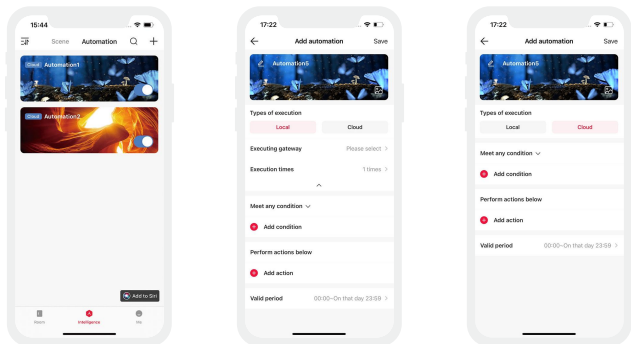 15:44
Scene Automation
Cloud Automation1
Cloud Automation2
Add to Siri
Room Intelligence Me
17:22
Add automation Save
Automation5
Types of execution
Local Cloud
Executing gateway Please select >
Execution times 1 times >
Meet any condition
Add condition
Perform actions below
Add action
Valid period 00:00-On that day 23:59 >
17:22
Add automation Save
Automation5
Types of execution
Local Cloud
Meet any condition
Add condition
Perform actions below
Add action
Valid period 00:00-On that day 23:59 >